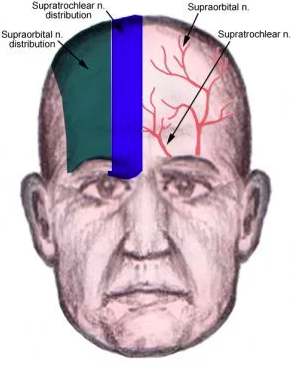 Supratrochlear n.
distribution
Supraorbital n.
Supraorbital n.
distribution
Supratrochlear n.